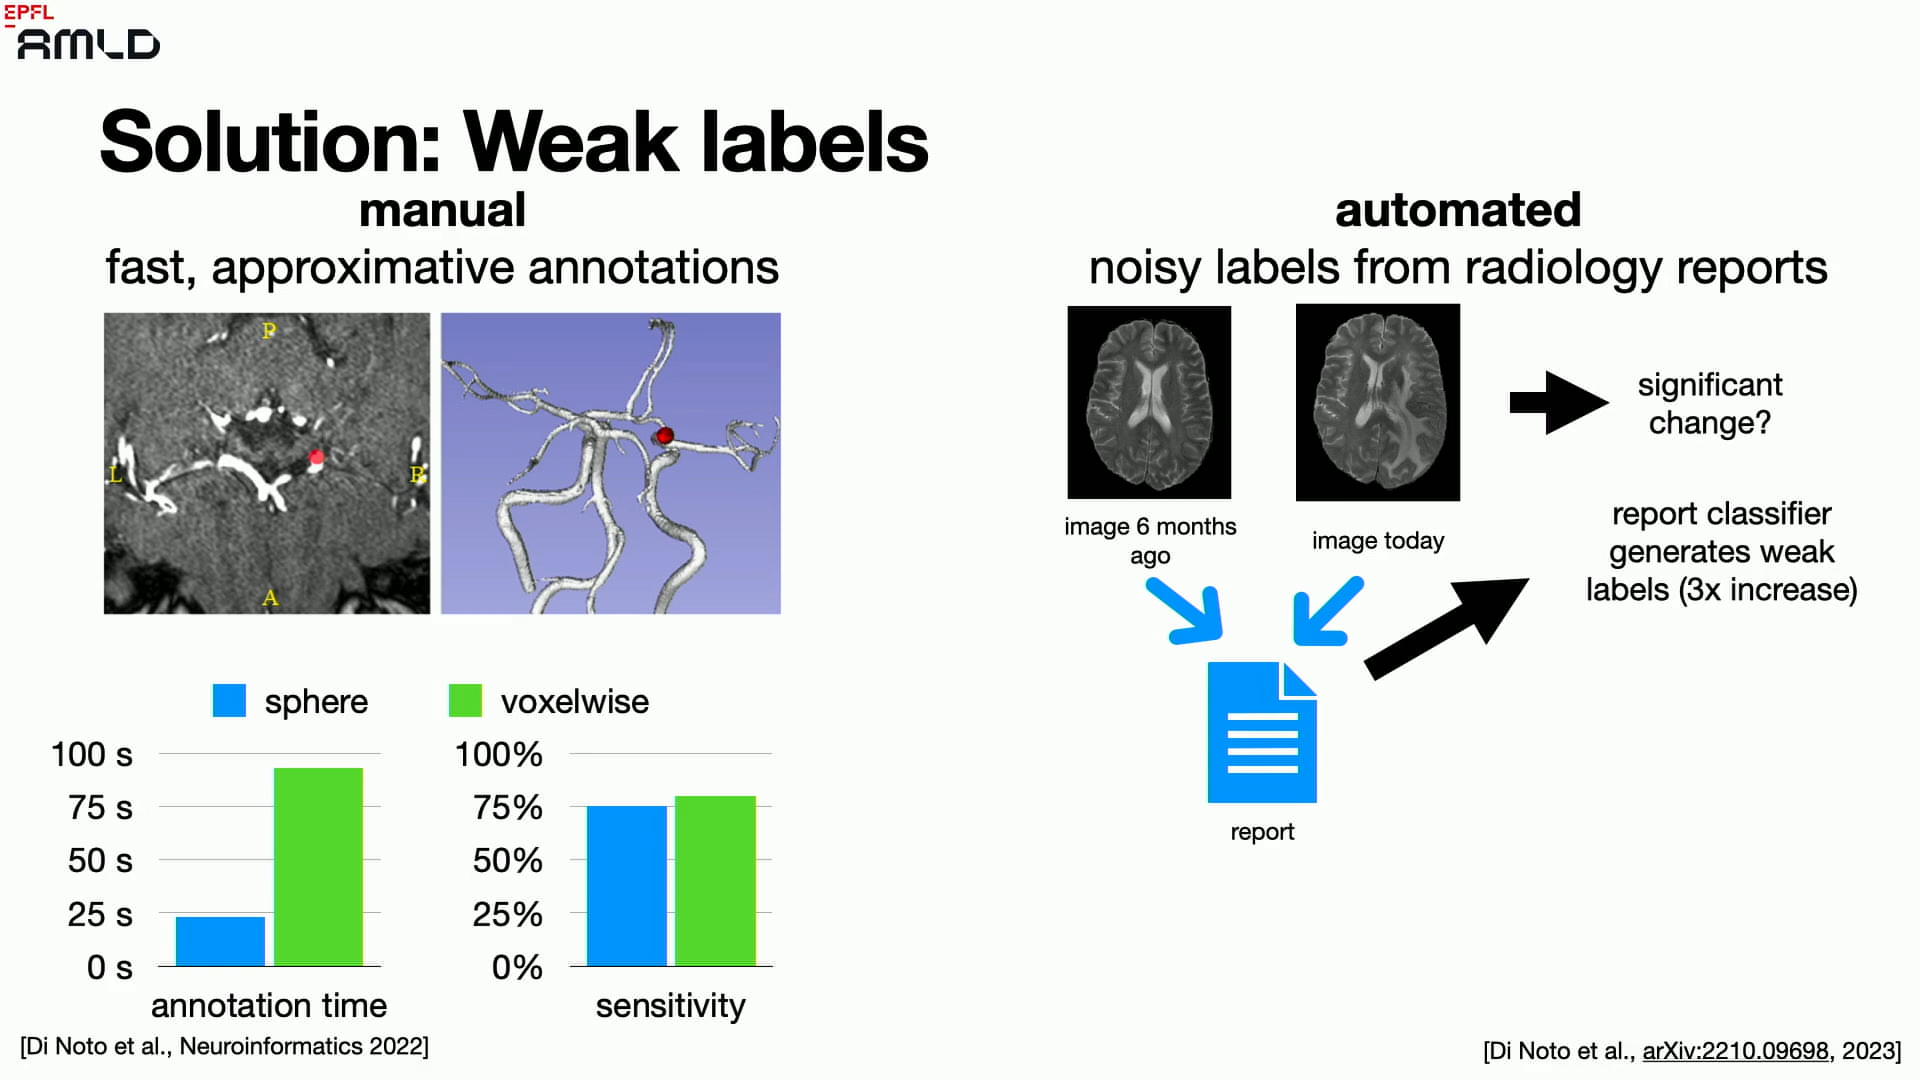 EPFL
AMLD
Solution: Weak labels
manual
fast, approximative annotations
P
L
R
A
sphere
voxelwise
100 s
75 s
50 s
25 s
0 s
annotation time
100%
75%
50%
25%
0%
sensitivity
[Di Noto et al., Neuroinformatics 2022]
automated
noisy labels from radiology reports
image 6 months
ago
image today
significant
change?
report classifier
generates weak
labels (3x increase)
report
[Di Noto et al., arXiv:2210.09698, 2023]